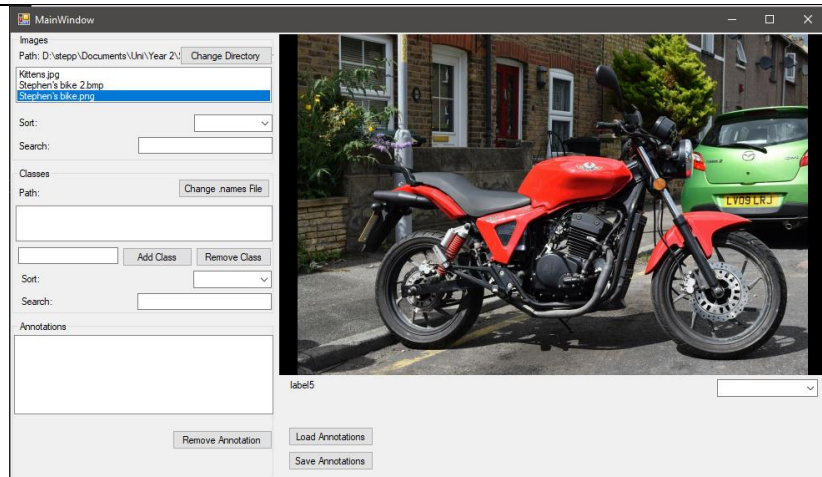 MainWindow
Images
Path: D:\stepp\Documents\Uni\Year 2\
Change Directory
Kittens.jpg
Stephen's bike 2.bmp
Stephen's bike.png
Sort:
Search:
Classes
Path:
Change .names File
Add Class
Remove Class
Sort:
Search:
Annotations
Remove Annotation
LV09 LRJ
label5
Load Annotations
Save Annotations